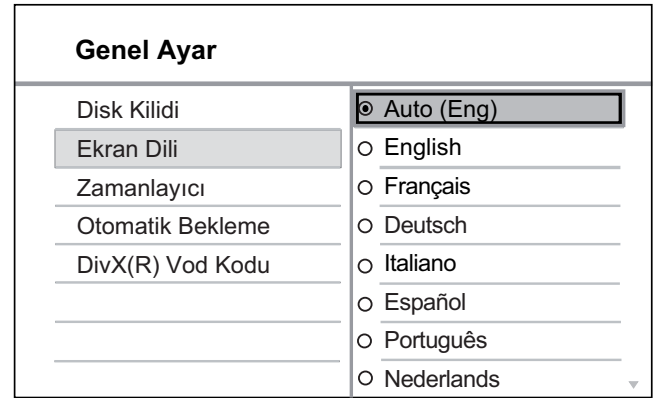 Genel Ayar
Disk Kilidi
Ekran Dili
Zamanlayıcı
Otomatik Bekleme
DivX(R) Vod Kodu
Auto (Eng)
English
Français
Deutsch
Italiano
Español
Português
Nederlands